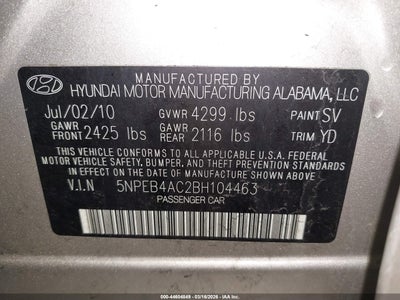 MANUFACTURED BY
HYUNDAI MOTOR MANUFACTURING ALABAMA, LLC
Jul/02/10 GVWR 4299 lbs PAINT SV
GAWR FRONT 2425 lbs GAWR REAR 2116 lbs TRIM YD
THIS VEHICLE CONFORMS TO ALL APPLICABLE U.S.
FEDERAL MOTOR VEHICLE SAFETY STANDARDS
SAFETY, BUMPER, AND THEFT PREVENTION
STANDARDS IN EFFECT ON THE DATE OF
MANUFACTURE SHOWN ABOVE.
V.I.N 5NPEB4AC2BH104463
PASSENGER CAR
000-44604049 - 03/16/2026 - IAA Inc.